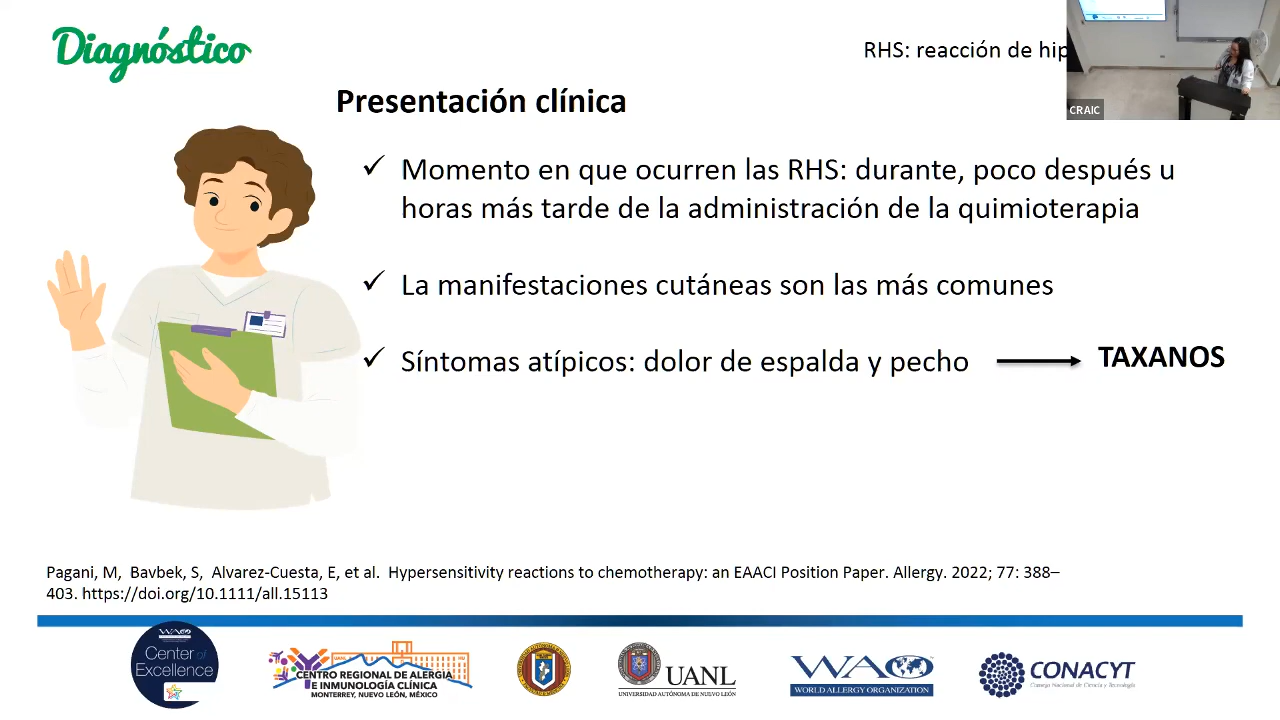 Diagnóstico
RHS: reacción de hip
CRAIC
Presentación clínica
✓ Momento en que ocurren las RHS: durante, poco después u
horas más tarde de la administración de la quimioterapia
✓ La manifestaciones cutáneas son las más comunes
✓ Síntomas atípicos: dolor de espalda y pecho
TAXANOS
Pagani, M, Bavbek, S, Alvarez-Cuesta, E, et al. Hypersensitivity reactions to chemotherapy: an EAACI Position Paper. Allergy. 2022; 77: 388–
403. https://doi.org/10.1111/all.15113
WAO
Center of
Excellence
CENTRO REGIONAL DE ALERGIA
E INMUNOLOGÍA CLÍNICA
MONTERREY, NUEVO LEÓN, MÉXICO
UANL
UNIVERSIDAD AUTÓNOMA DE NUEVO LEÓN
WAO
WORLD ALLERGY ORGANIZATION
CONACYT
Consejo Nacional de Ciencia y Tecnología